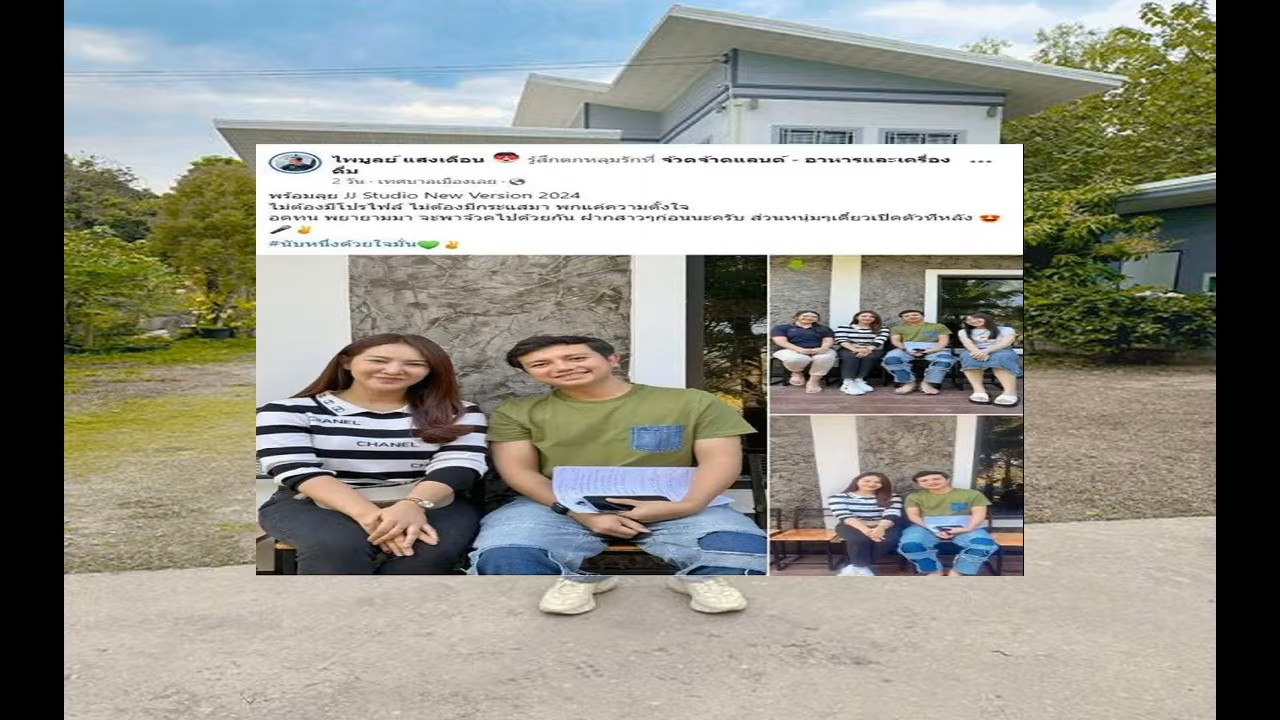 ไพบูลย์ แสงเดือน รู้สึกตกหลุมรักที่ จัวดจ้าดแลนด์ - อาหารและเครื่อง
ดื่ม
2 วัน · เทศบาลเมืองเลย ·
พร้อมลุย JJ Studio New Version 2024
ไม่ต้องมีโปรไฟล์ ไม่ต้องมีกระแสมา พกแค่ความตั้งใจ
อดทน พยายามมา จะพาจ้วดไปด้วยกัน ฝากสาวๆก่อนนะครับ ส่วนหนุ่มๆเดี๋ยวเปิดตัวทีหลัง 🤩
🎤✌️
#นับหนึ่งด้วยใจมั่น💚✌️
CHANEL
CHANEL